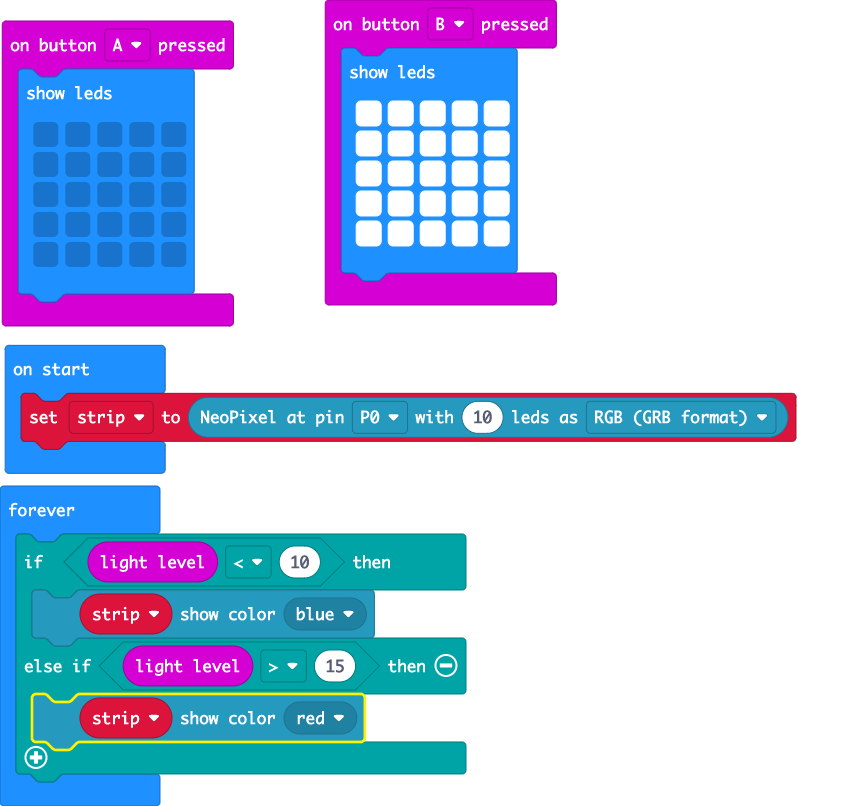 on button A pressed
show leds
on button B pressed
show leds
on start
set strip to NeoPixel at pin P0 with 10 leds as RGB (GRB format)
forever
if light level < 10 then
strip show color blue
else if light level > 15 then
strip show color red